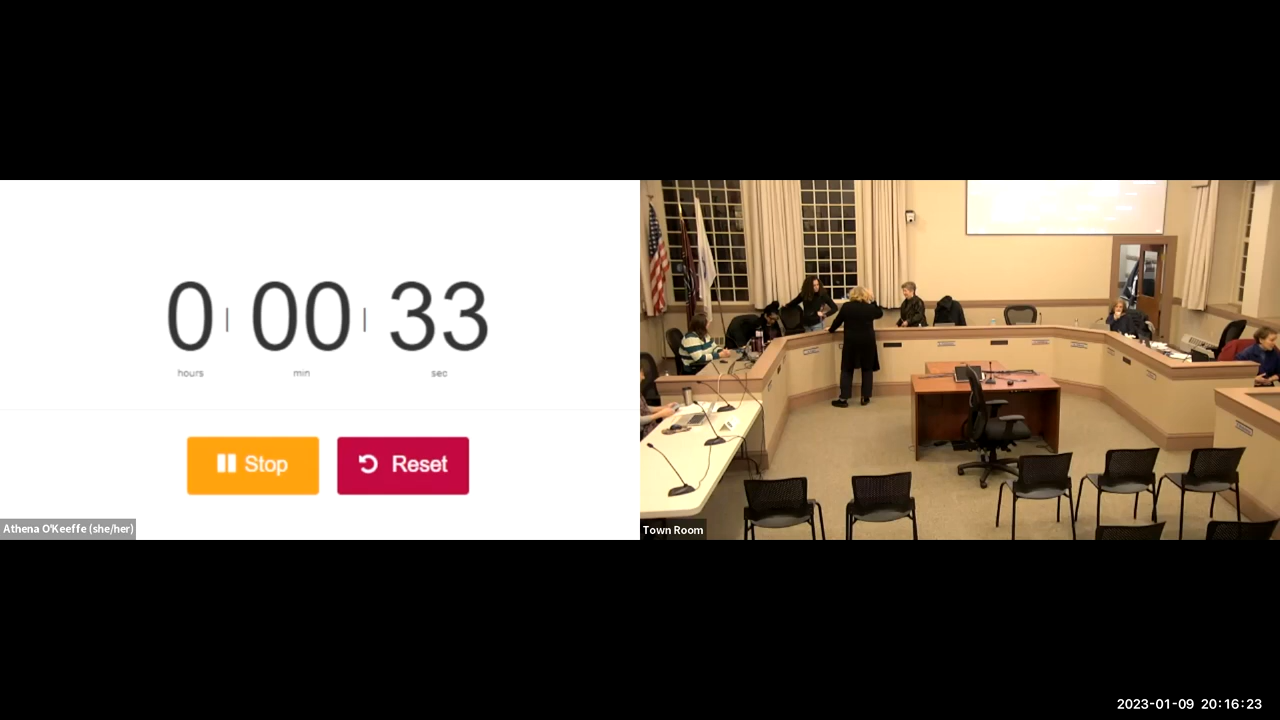 0 00 33
hours min sec
Stop Reset
Athena O'Keeffe (she/her)
Town Room
2023-01-09 20:16:23